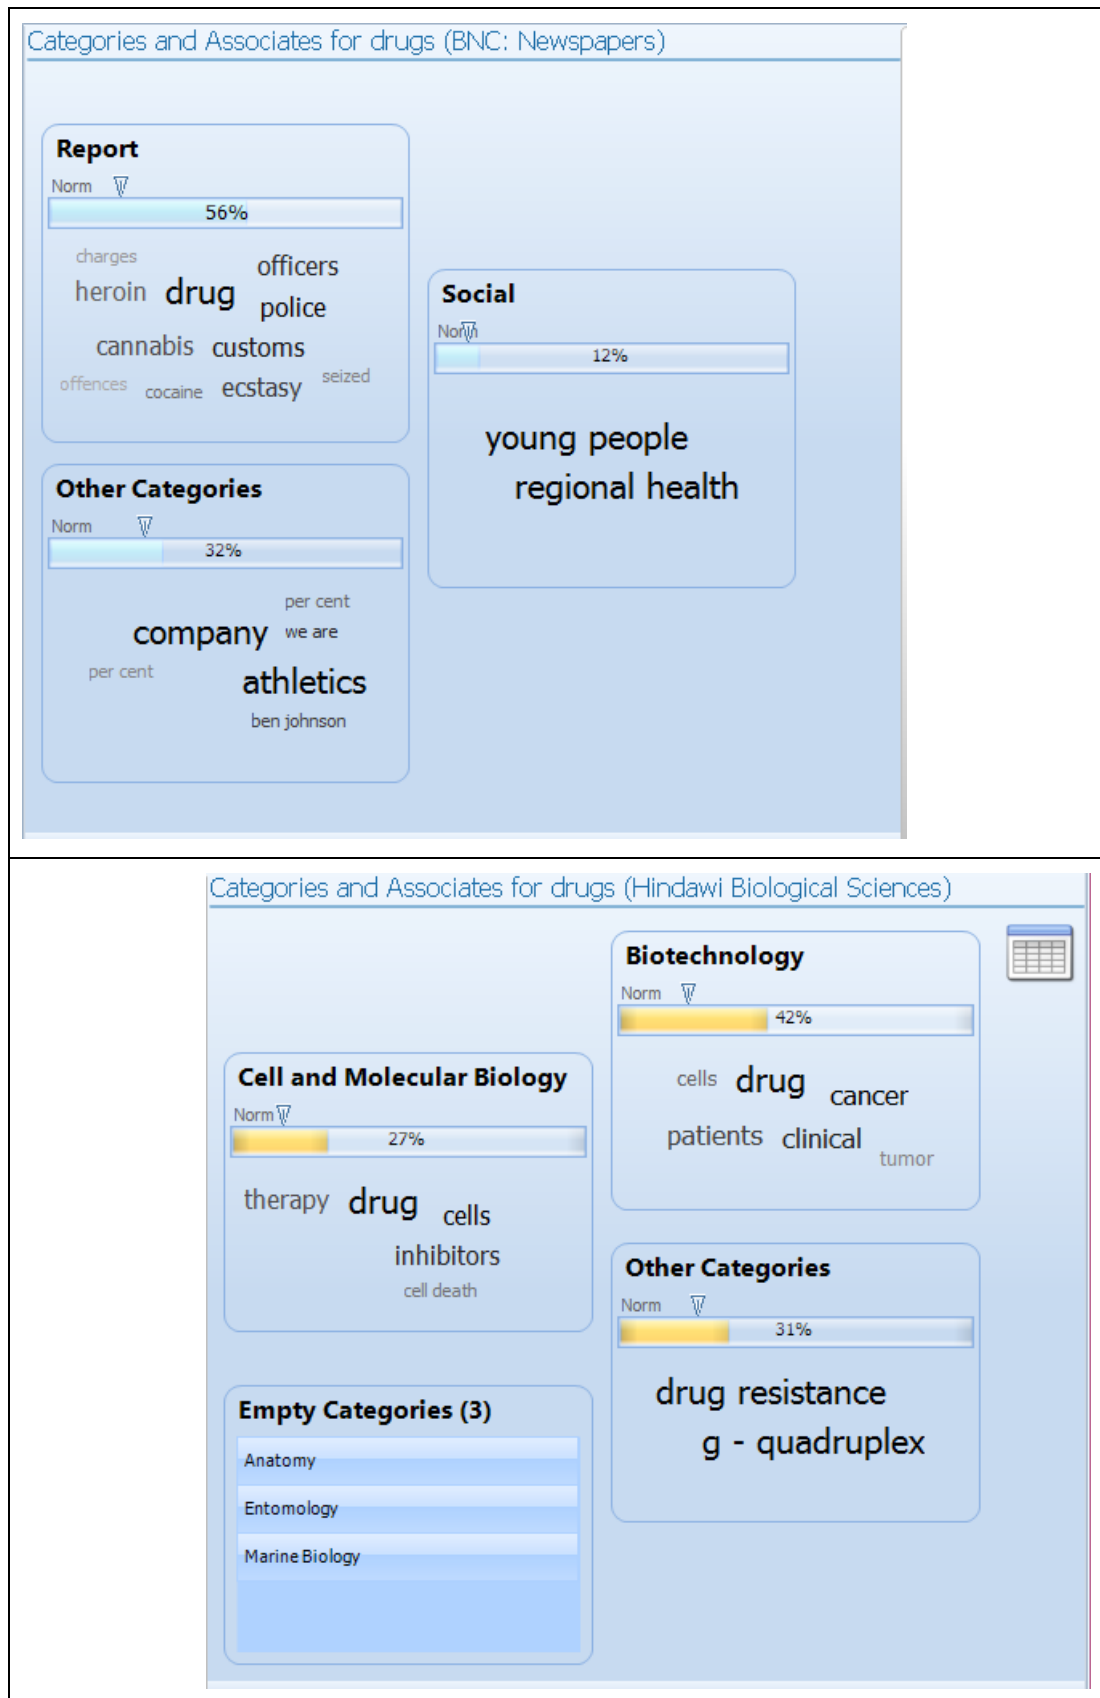 Categories and Associates for drugs (BNC: Newspapers)
Report
Norm
56%
charges
officers
heroin drug
police
cannabis customs
offences cocaine ecstasy seized
Social
Norm
12%
young people
regional health
Other Categories
Norm
32%
per cent
company we are
per cent
athletics
ben johnson
Categories and Associates for drugs (Hindawi Biological Sciences)
Biotechnology
Norm
42%
cells drug cancer
patients clinical
tumor
Cell and Molecular Biology
Norm
27%
therapy drug cells
inhibitors
cell death
Other Categories
Norm
31%
drug resistance
g - quadruplex
Empty Categories (3)
Anatomy
Entomology
Marine Biology